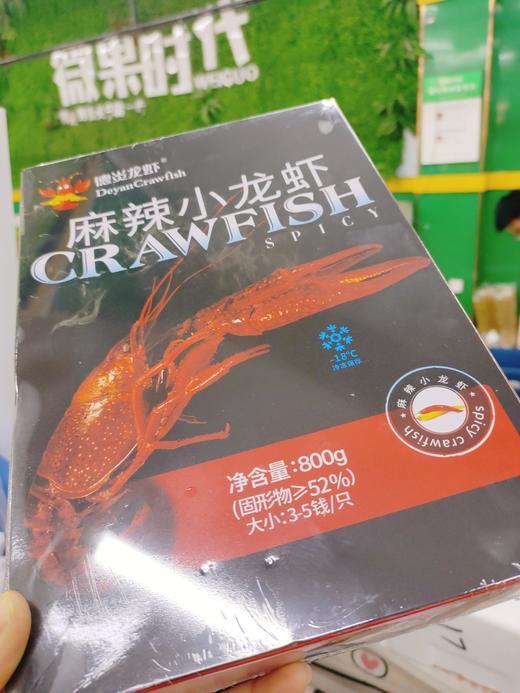 微果时代
WEIGUO
德炎龙虾®
DeyanCrawfish
麻辣小龙虾
CRAWFISH
SPICY
-18℃
冷冻保存
麻辣小龙虾
spicy crawfish
净含量:800g
(固形物≥52%)
大小:3-5钱/只
17